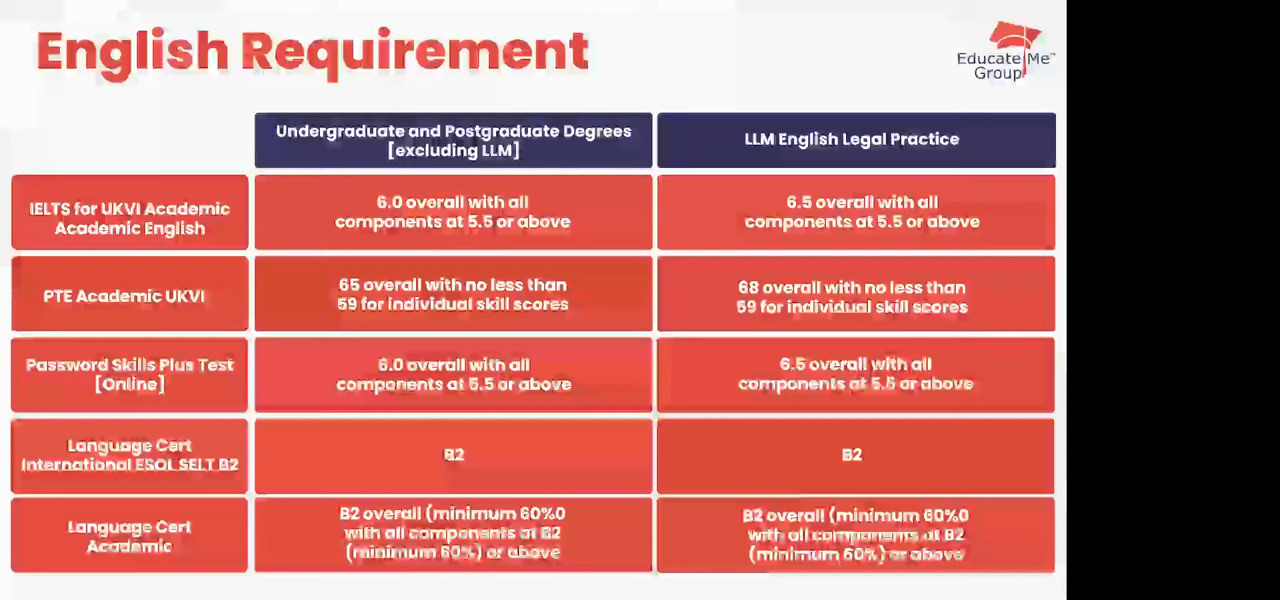 English Requirement
Educate Me™
Group
Undergraduate and Postgraduate Degrees
[excluding LLM]
LLM English Legal Practice
IELTS for UKVI Academic
Academic English
6.0 overall with all
components at 5.5 or above
6.5 overall with all
components at 5.5 or above
PTE Academic UKVI
65 overall with no less than
59 for individual skill scores
68 overall with no less than
59 for individual skill scores
Password Skills Plus Test
[Online]
6.0 overall with all
components at 5.5 or above
6.5 overall with all
components at 5.5 or above
Language Cert
International ESOL SELT B2
B2
B2
Language Cert
Academic
B2 overall (minimum 60%0
with all components at B2
(minimum 60%) or above
B2 overall (minimum 60%0
with all components at B2
(minimum 60%) or above